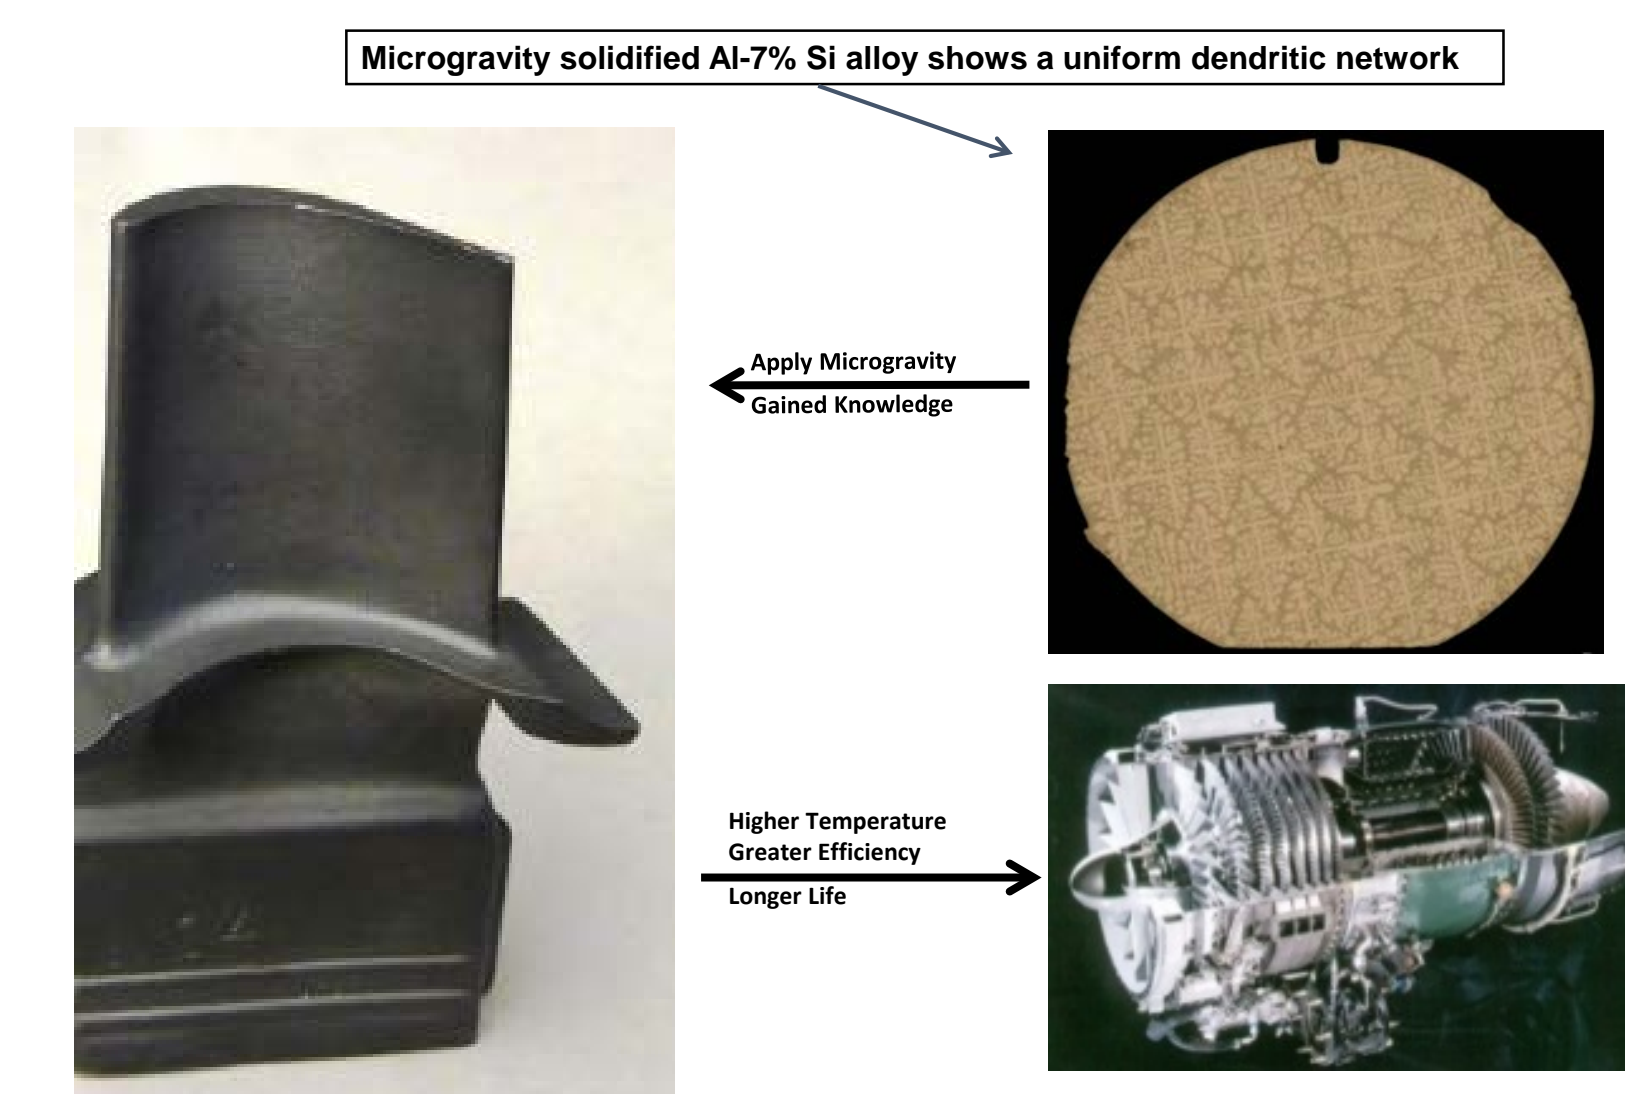 Microgravity solidified Al-7% Si alloy shows a uniform dendritic network
Apply Microgravity
Gained Knowledge
Higher Temperature
Greater Efficiency
Longer Life